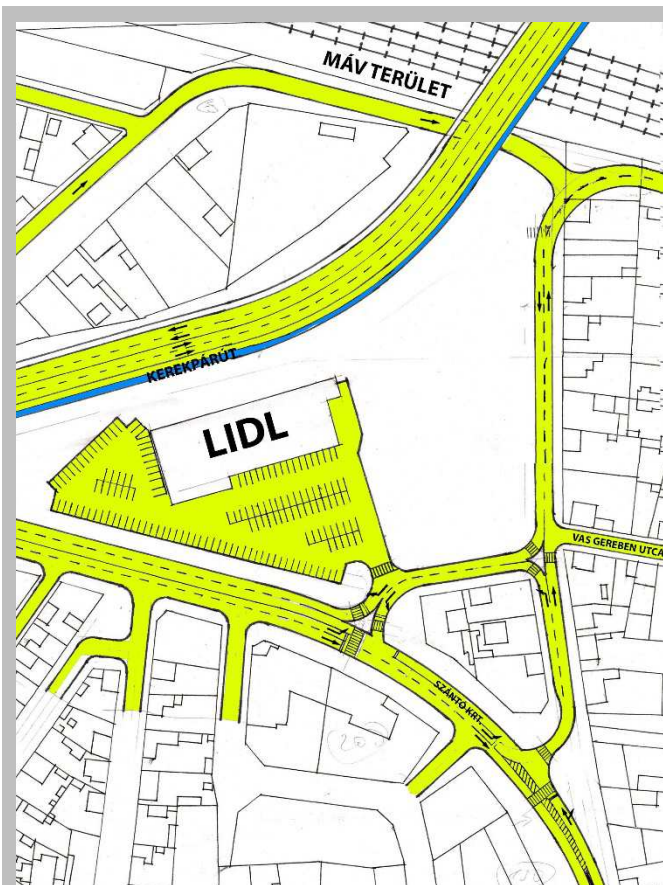 MÁV TERÜLET
KEREKPÁRÚT
LIDL
VAS GEREBEN UTCA
SZÁNTÓ KRT.